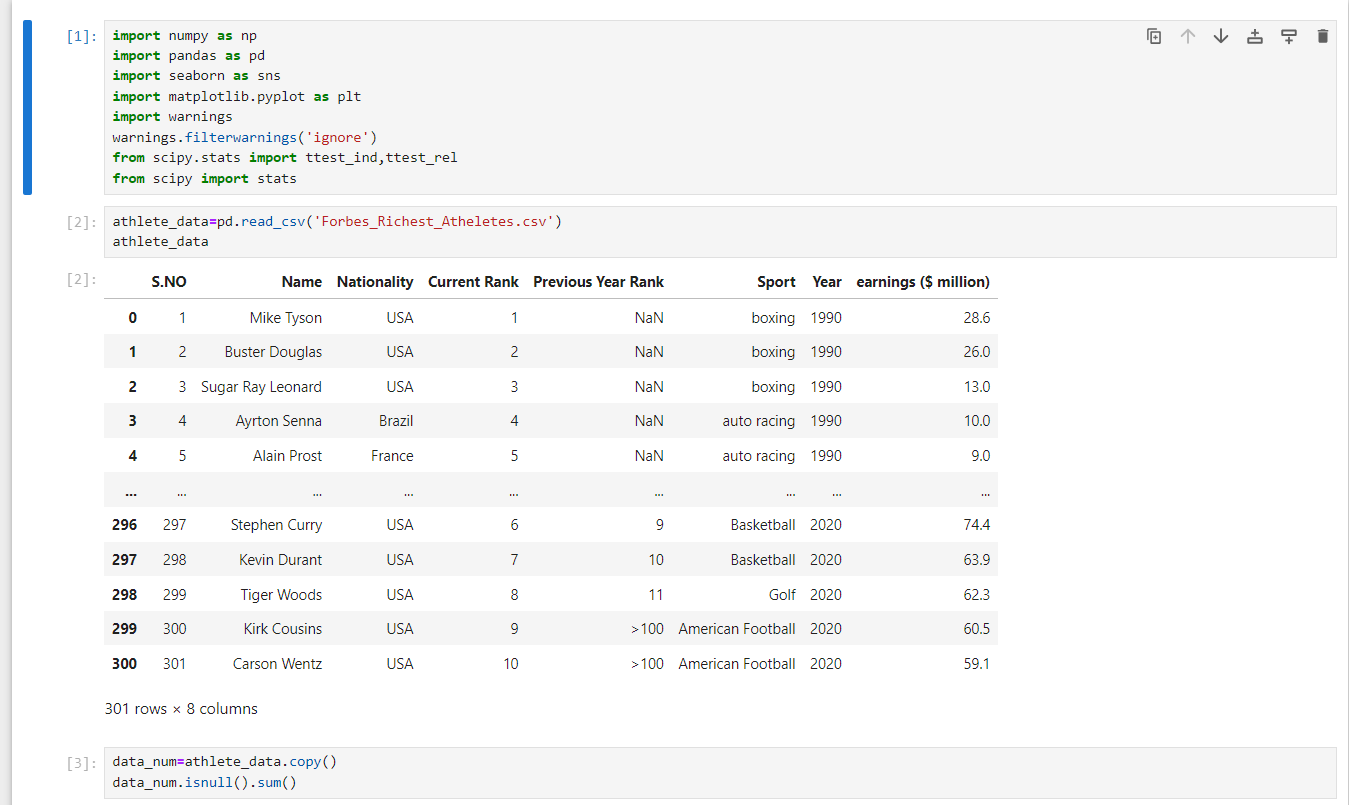 [1]:
import numpy as np
import pandas as pd
import seaborn as sns
import matplotlib.pyplot as plt
import warnings
warnings.filterwarnings('ignore')
from scipy.stats import ttest_ind,ttest_rel
from scipy import stats
[2]:
athlete_data=pd.read_csv('Forbes_Richest_Atheletes.csv')
athlete_data
[2]:
S.NO Name Nationality Current Rank Previous Year Rank Sport Year earnings ($ million)
0 1 Mike Tyson USA 1 NaN boxing 1990 28.6
1 2 Buster Douglas USA 2 NaN boxing 1990 26.0
2 3 Sugar Ray Leonard USA 3 NaN boxing 1990 13.0
3 4 Ayrton Senna Brazil 4 NaN auto racing 1990 10.0
4 5 Alain Prost France 5 NaN auto racing 1990 9.0
... ... ... ... ... ... ... ... ...
296 297 Stephen Curry USA 6 9 Basketball 2020 74.4
297 298 Kevin Durant USA 7 10 Basketball 2020 63.9
298 299 Tiger Woods USA 8 11 Golf 2020 62.3
299 300 Kirk Cousins USA 9 >100 American Football 2020 60.5
300 301 Carson Wentz USA 10 >100 American Football 2020 59.1
301 rows × 8 columns
[3]:
data_num=athlete_data.copy()
data_num.isnull().sum()